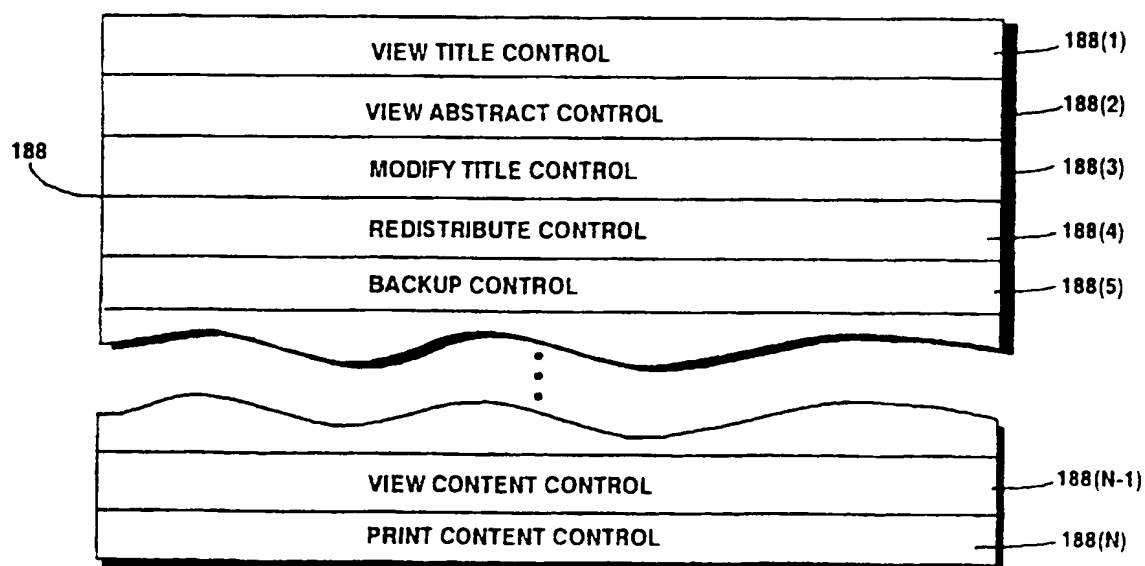 VIEW TITLE CONTROL 188(1)
VIEW ABSTRACT CONTROL 188(2)
188
MODIFY TITLE CONTROL 188(3)
REDISTRIBUTE CONTROL 188(4)
BACKUP CONTROL 188(5)
VIEW CONTENT CONTROL 188(N-1)
PRINT CONTENT CONTROL 188(N)